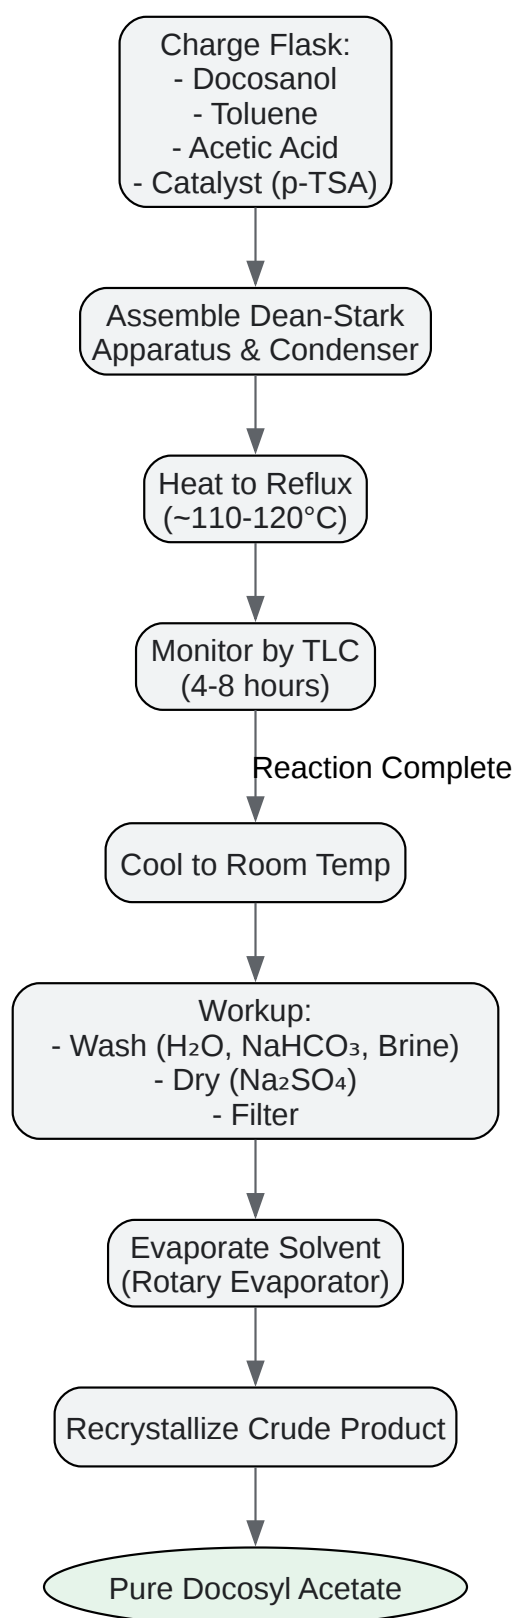 Charge Flask:
- Docosanol
- Toluene
- Acetic Acid
- Catalyst (p-TSA)
Assemble Dean-Stark
Apparatus & Condenser
Heat to Reflux
(~110-120°C)
Monitor by TLC
(4-8 hours)
Reaction Complete
Cool to Room Temp
Workup:
- Wash (H₂O, NaHCO₃, Brine)
- Dry (Na₂SO₄)
- Filter
Evaporate Solvent
(Rotary Evaporator)
Recrystallize Crude Product
Pure Docosyl Acetate